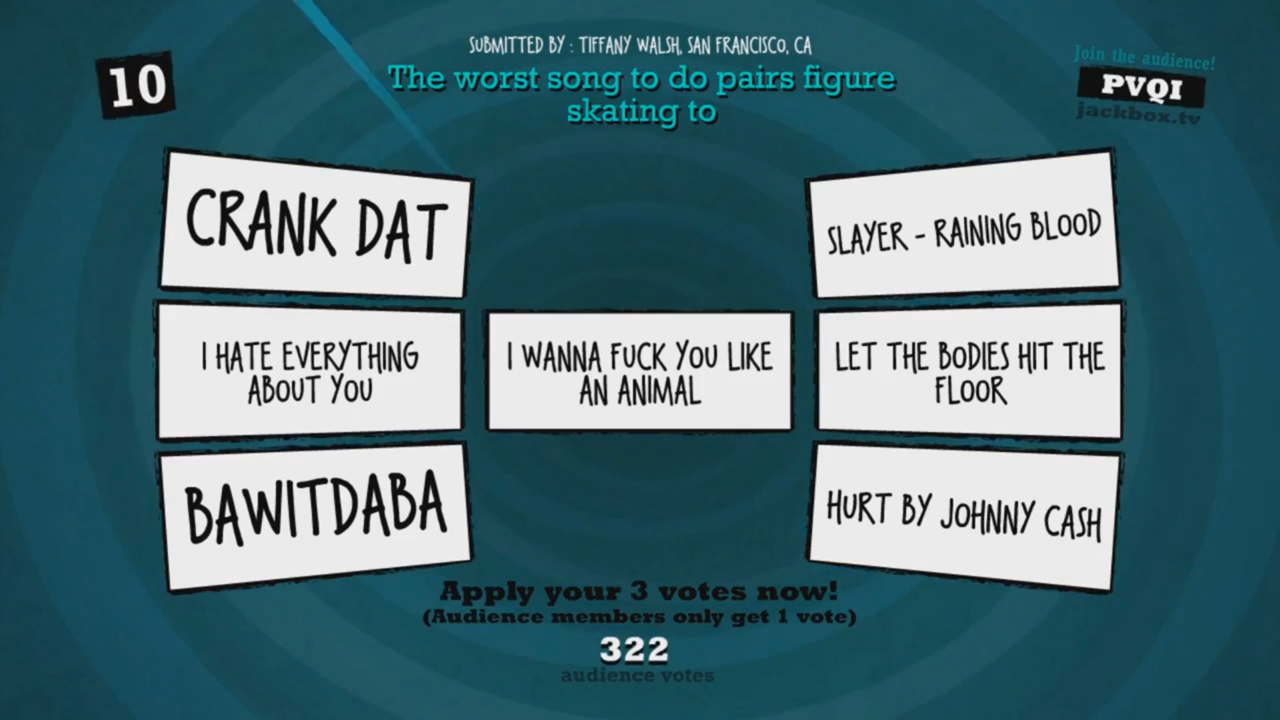 SUBMITTED BY : TIFFANY WALSH, SAN FRANCISCO, CA
The worst song to do pairs figure
skating to
10
Join the audience!
PVQI
jackbox.tv
CRANK DAT
SLAYER - RAINING BLOOD
I HATE EVERYTHING
ABOUT YOU
I WANNA FUCK YOU LIKE
AN ANIMAL
LET THE BODIES HIT THE
FLOOR
BAWITDABA
HURT BY JOHNNY CASH
Apply your 3 votes now!
(Audience members only get 1 vote)
322
audience votes